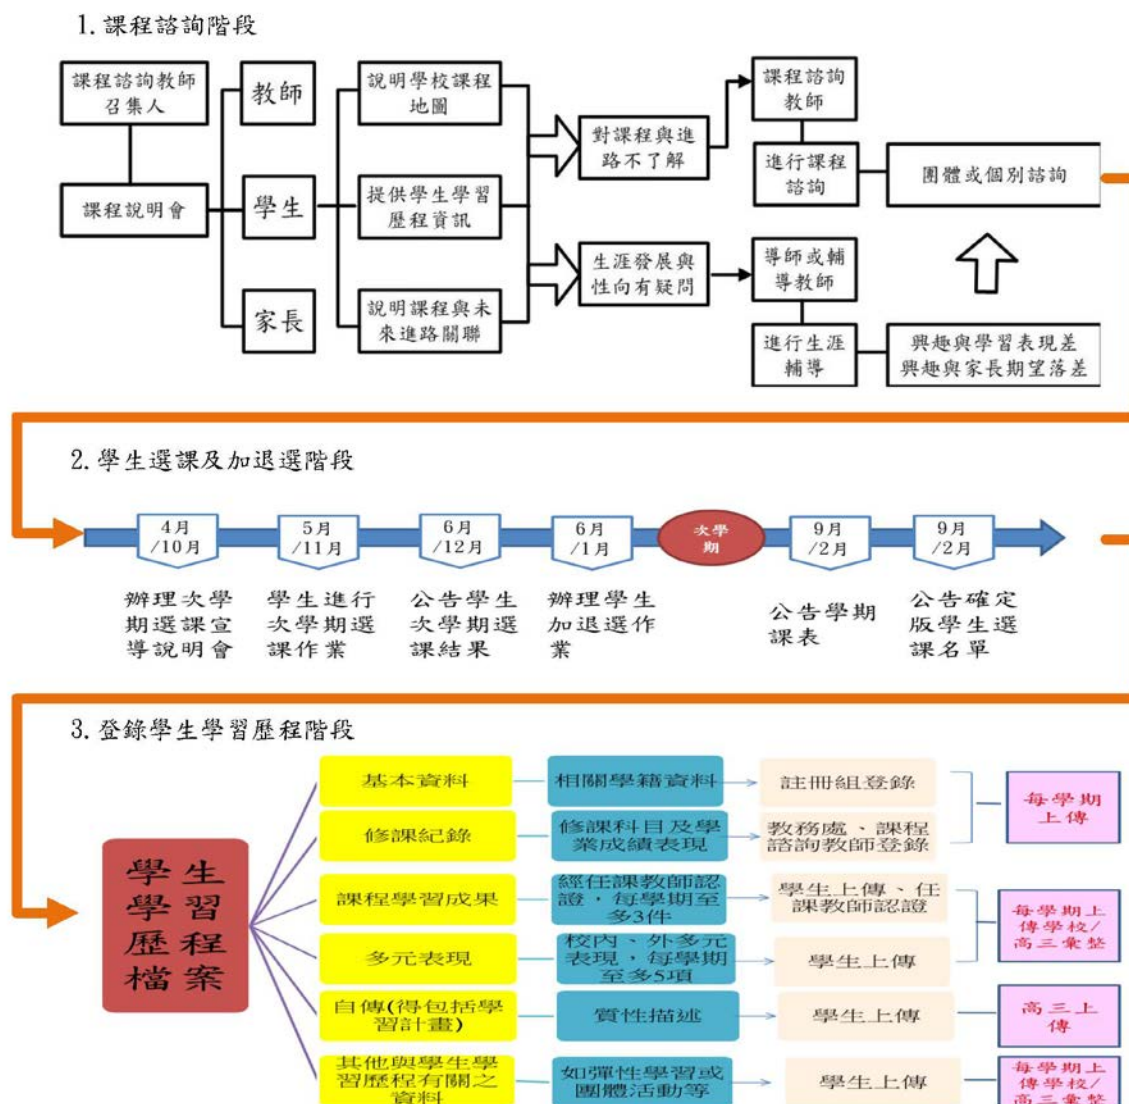 1. 課程諮詢階段
課程諮詢教師
召集人
課程說明會
教師
學生
家長
說明學校課程
地圖
提供學生學習
歷程資訊
說明課程與未
來進路關聯
對課程與進
路不了解
生涯發展與
性向有疑問
課程諮詢
教師
進行課程
諮詢
團體或個別諮詢
導師或輔
導教師
進行生涯
輔導
興趣與學習表現差
興趣與家長期望落差
2. 學生選課及加退選階段
4月
/10月
辦理次學
期選課宣
導說明會
5月
/11月
學生進行
次學期選
課作業
6月
/12月
公告學生
次學期選
課結果
6月
/1月
辦理學生
加退選作
業
次學
期
9月
/2月
公告學期
課表
9月
/2月
公告確定
版學生選
課名單
3. 登錄學生學習歷程階段
學生
學習
歷程
檔案
基本資料
相關學籍資料
註冊組登錄
修課紀錄
修課科目及學
業成績表現
教務處、課程
諮詢教師登錄
每學期
上傳
課程學習成果
經任課教師認
證，每學期至
多3件
學生上傳、任
課教師認證
多元表現
校內、外多元
表現，每學期
至多5項
學生上傳
每學期上
傳學校/
高三彙整
自傳(得包括學
習計畫)
質性描述
學生上傳
高三上
傳
其他與學生學
習歷程有關之
資料
如彈性學習或
團體活動等
學生上傳
每學期上
傳學校/
高三彙整